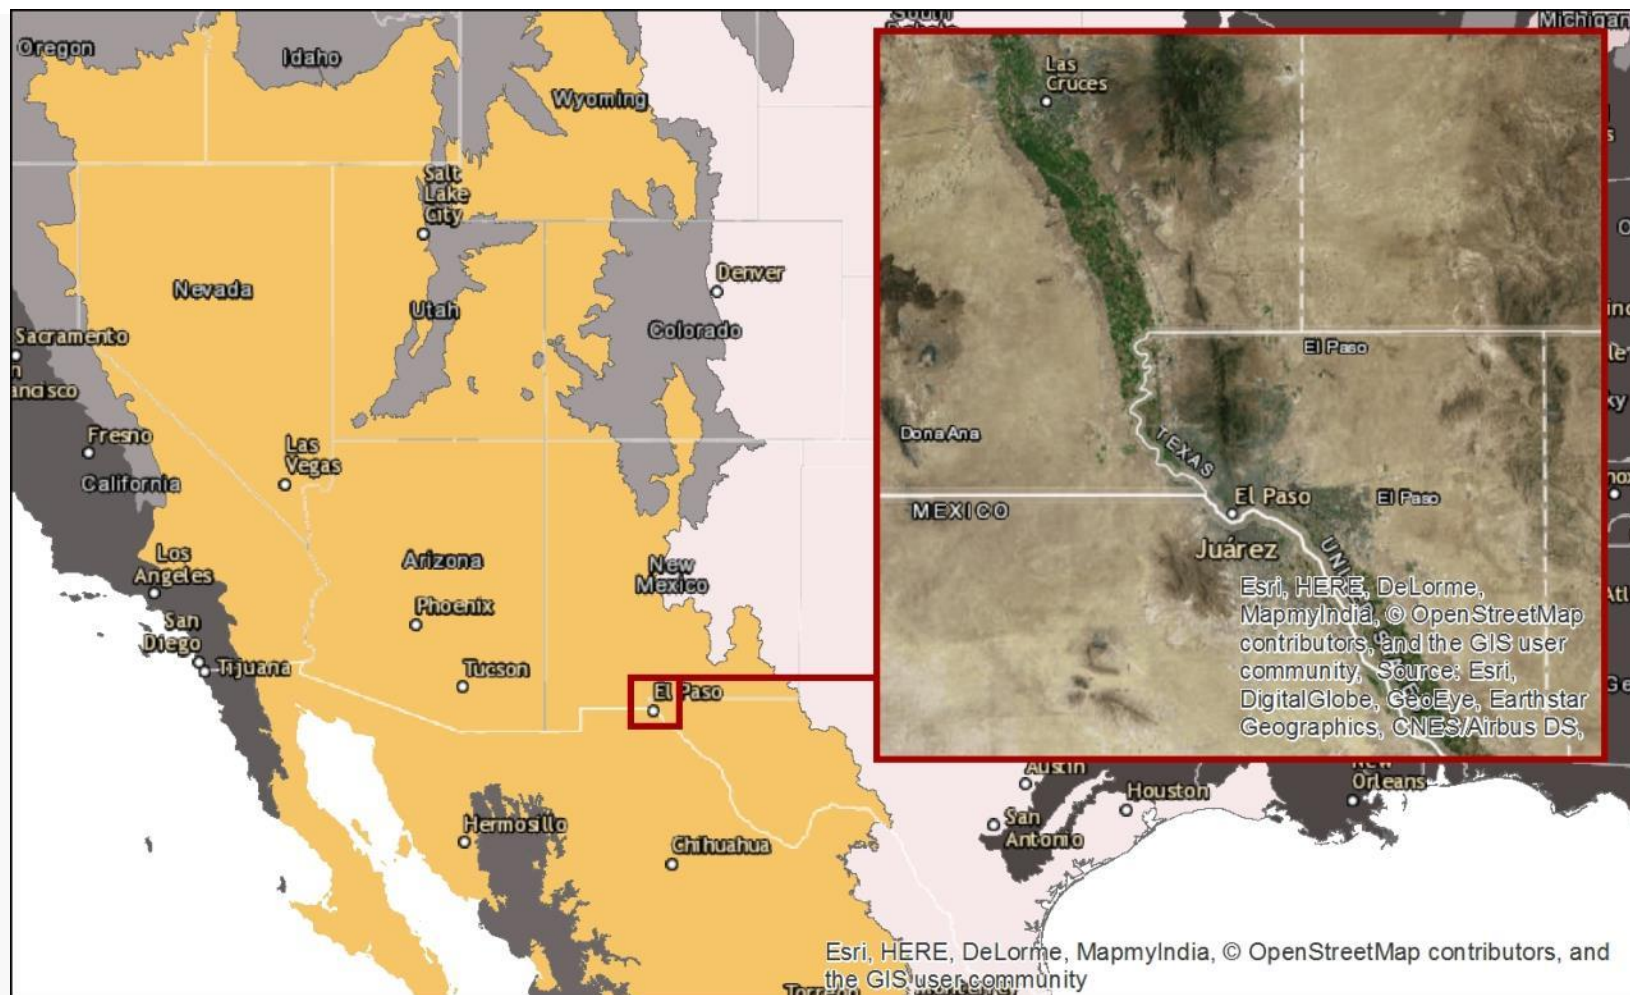 Oregon
Idaho
Wyoming
Salt
Lake
City
Nevada
Utah
Denver
Colorado
Sacramento
Fresno
California
Las
Vegas
Los
Angeles
San
Diego
Tijuana
Arizona
Phoenix
Tucson
New
Mexico
El Paso
Hermosillo
Chihuahua
Austin
San
Antonio
Houston
New
Orleans
Michigan
Las
Cruces
El Paso
Dona Ana
TEXAS
MEXICO
El Paso
El Paso
Juárez
Esri, HERE, DeLorme,
MapmyIndia, © OpenStreetMap
contributors, and the GIS user
community, Source: Esri,
DigitalGlobe, GeoEye, Earthstar
Geographics, CNES/Airbus DS,
Esri, HERE, DeLorme, MapmyIndia, © OpenStreetMap contributors, and
the GIS user community